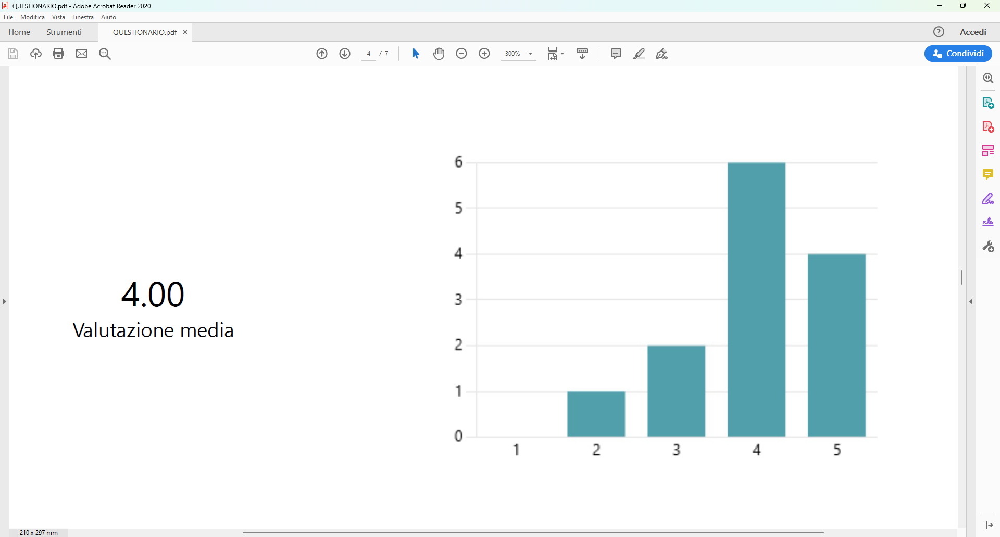 QUESTIONARIO.pdf - Adobe Acrobat Reader 2020
File Modifica Vista Finestra Aiuto
Home Strumenti QUESTIONARIO.pdf × Accedi
4 / 7 300% Condividi
6
5
4
3
2
1
0
1 2 3 4 5
4.00
Valutazione media
210 x 297 mm